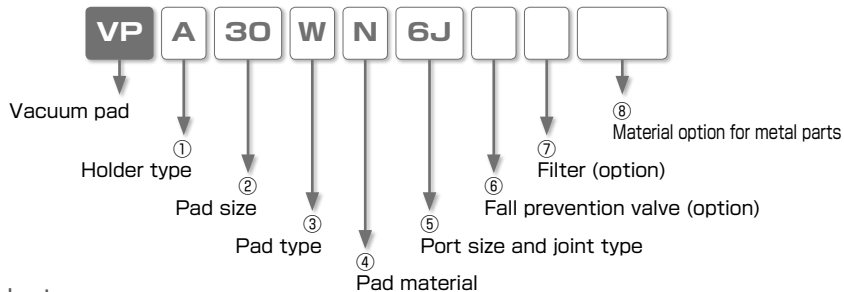 VP A 30 W N 6J
Vacuum pad
①
Holder type
②
Pad size
③
Pad type
④
Pad material
⑤
Port size and joint type
⑥
Fall prevention valve (option)
⑦
Filter (option)
⑧
Material option for metal parts